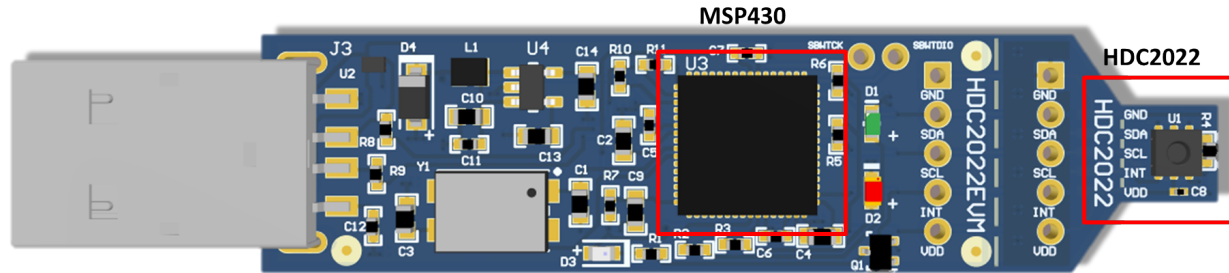 MSP430
HDC2022
J3
U2
D4
L1
U4
C14
R10
R11
C7
SBWTCK
SBWTDIO
U3
R6
D1
GND
GND
HDC2022EVM
HDC2022
GND
U1
R4
C10
R8
+
C11
C13
C2
C5
R5
+
SDA
SDA
SDA
SCL
SCL
SCL
INT
VDD
C8
R9
Y1
C1
R7
C9
D2
+
INT
INT
C12
C3
+
D3
R1
R2
R3
C6
C4
Q1
VDD
VDD